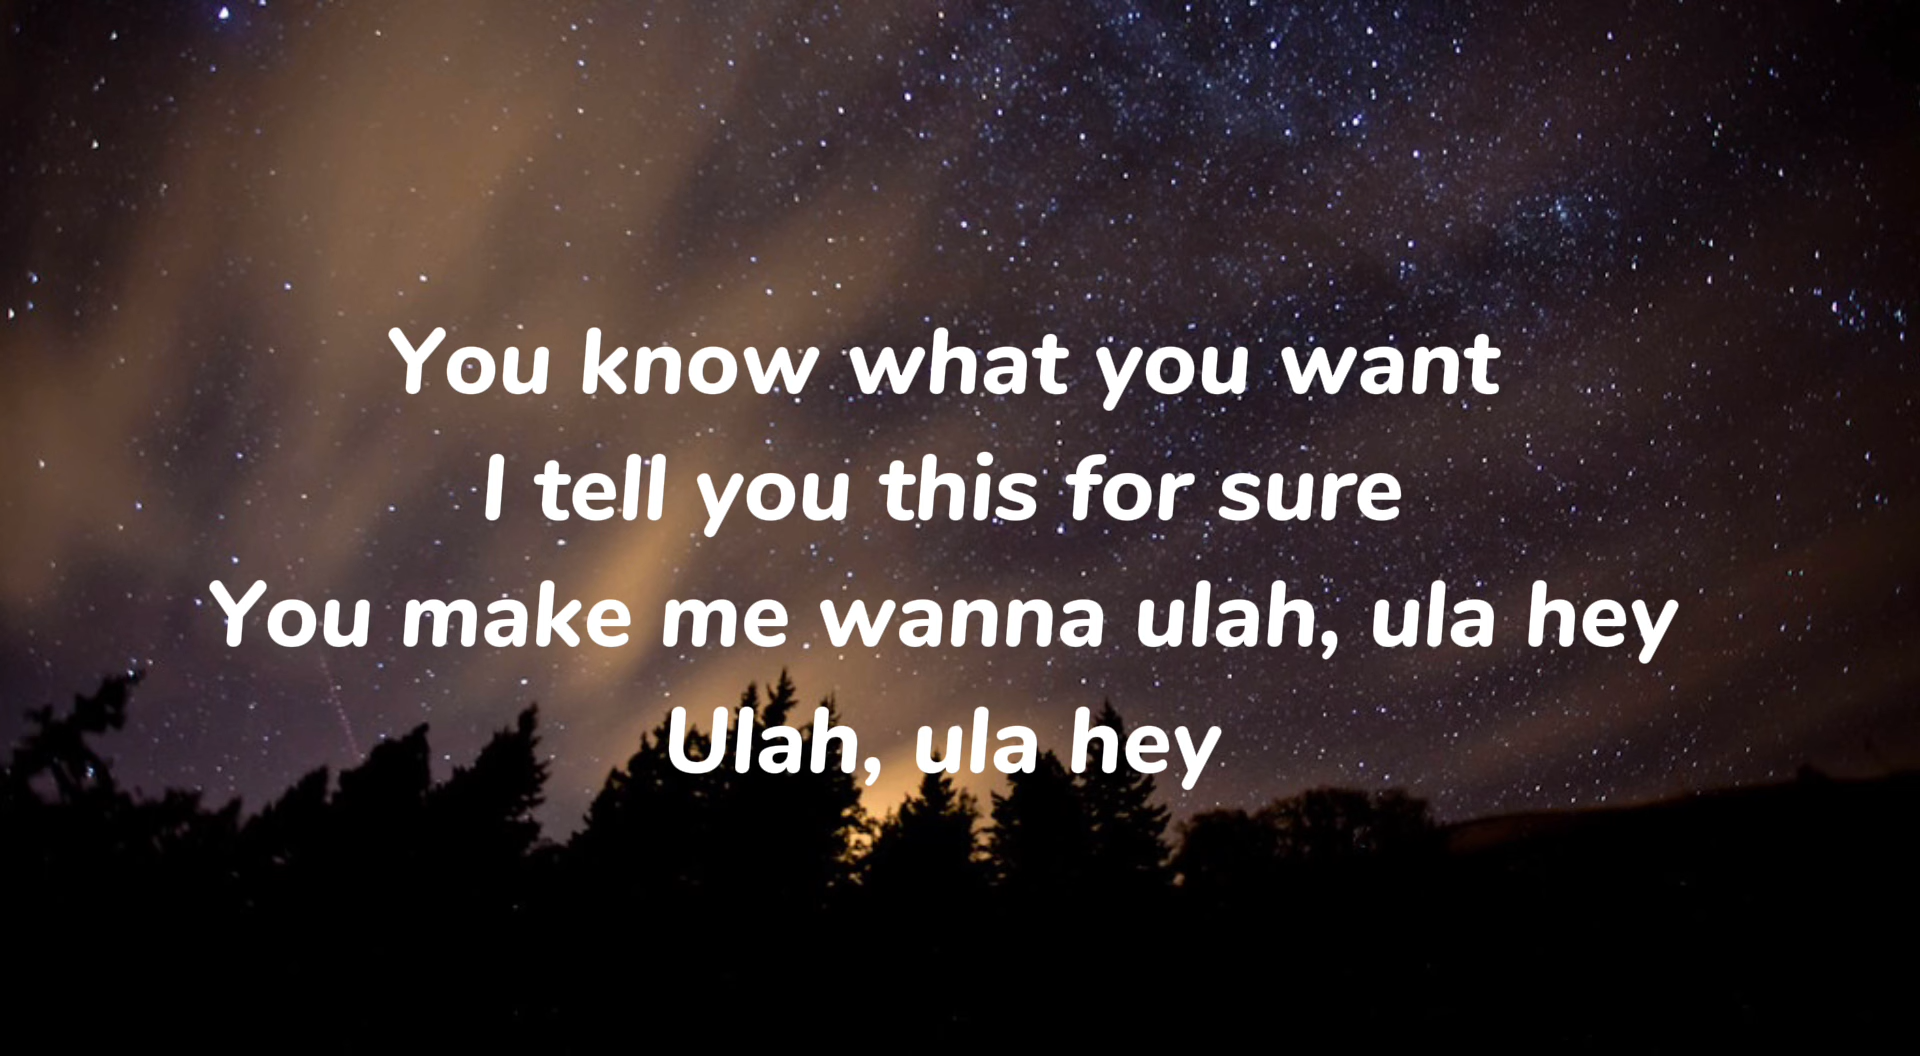 You know what you want
I tell you this for sure
You make me wanna ulah, ula hey
Ulah, ula hey